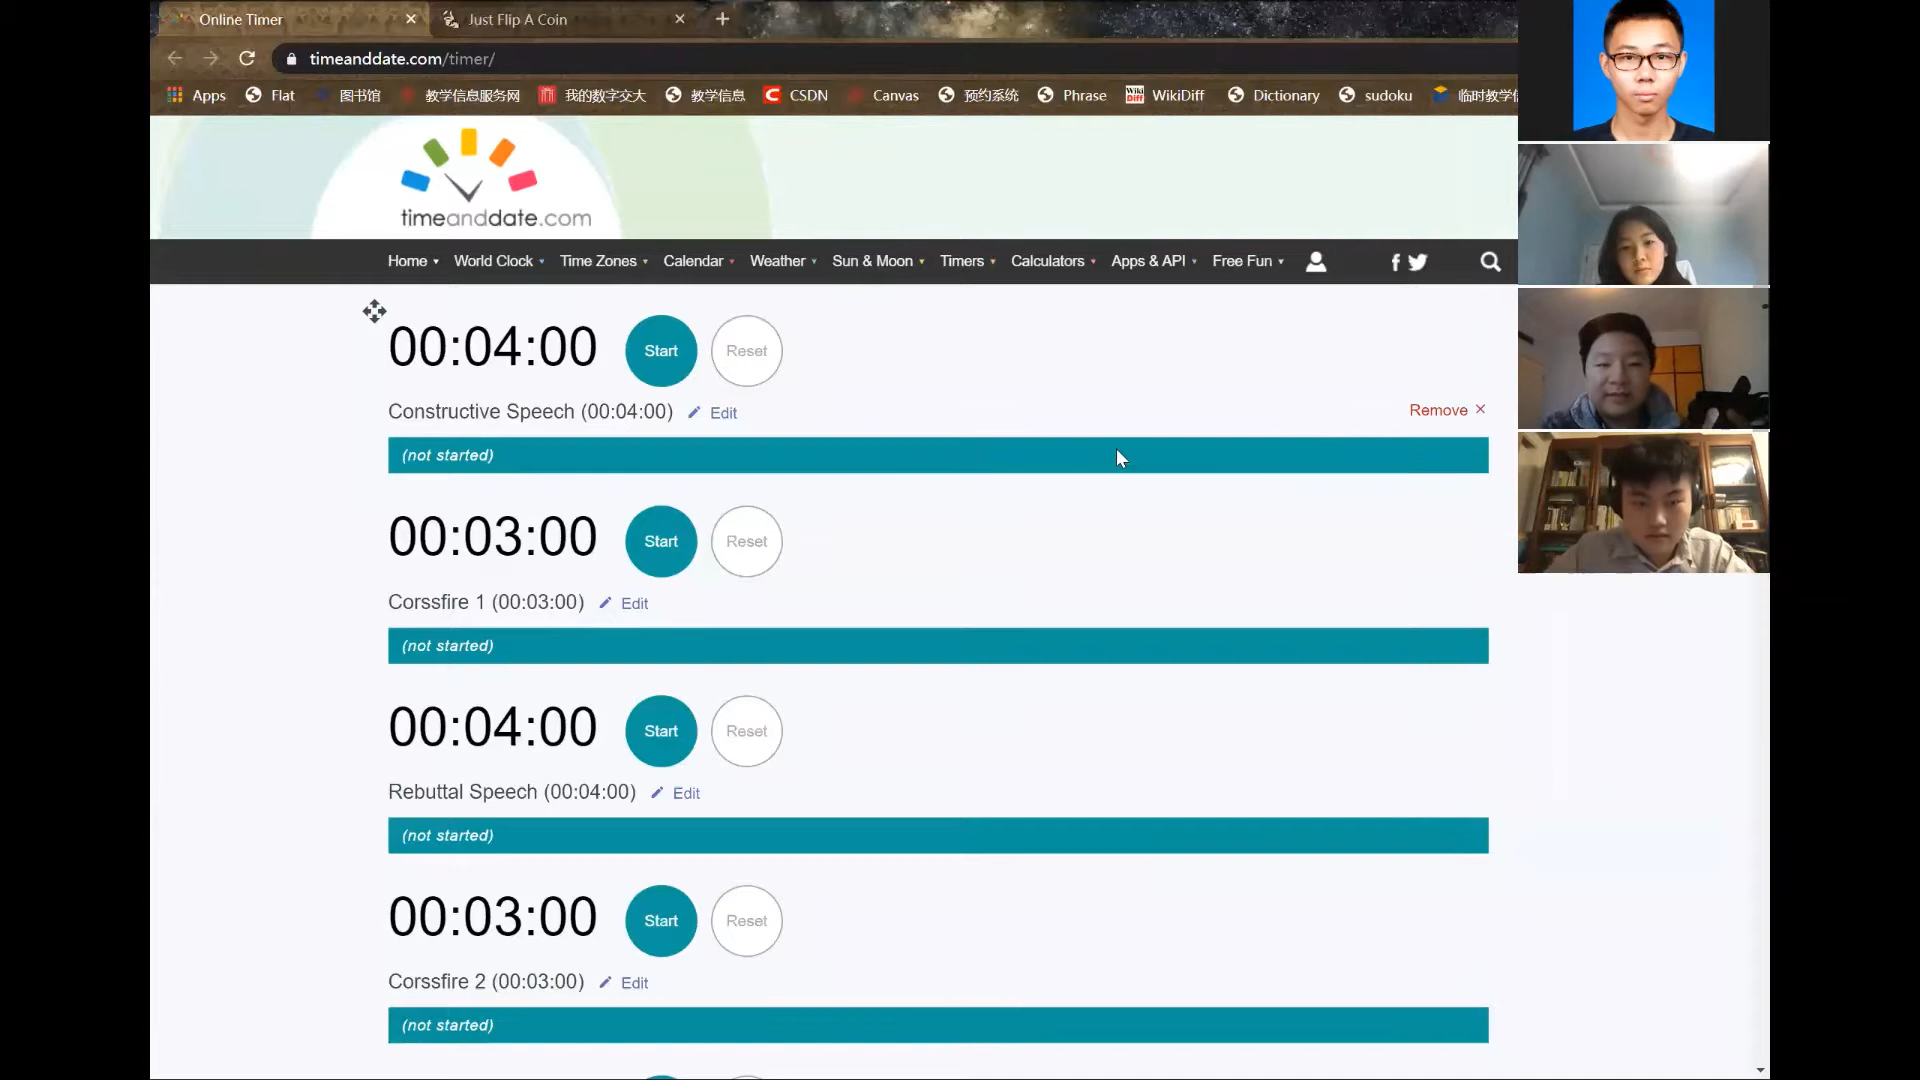 Online Timer
Just Flip A Coin
timeanddate.com/timer/
Apps Flat 图书馆 教学信息服务网 我的数字交大 教学信息 CSDN Canvas 预约系统 Phrase WikiDiff Dictionary sudoku 临时教学信
timeanddate.com
Home World Clock Time Zones Calendar Weather Sun & Moon Timers Calculators Apps & API Free Fun
00:04:00 Start Reset
Constructive Speech (00:04:00) Edit Remove
(not started)
00:03:00 Start Reset
Corssfire 1 (00:03:00) Edit
(not started)
00:04:00 Start Reset
Rebuttal Speech (00:04:00) Edit
(not started)
00:03:00 Start Reset
Corssfire 2 (00:03:00) Edit
(not started)